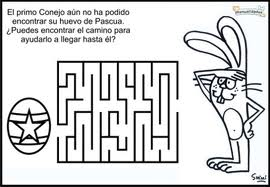 El primo Conejo aún no ha podido
encontrar su huevo de Pascua.
¿Puedes encontrar el camino para
ayudarlo a llegar hasta él?